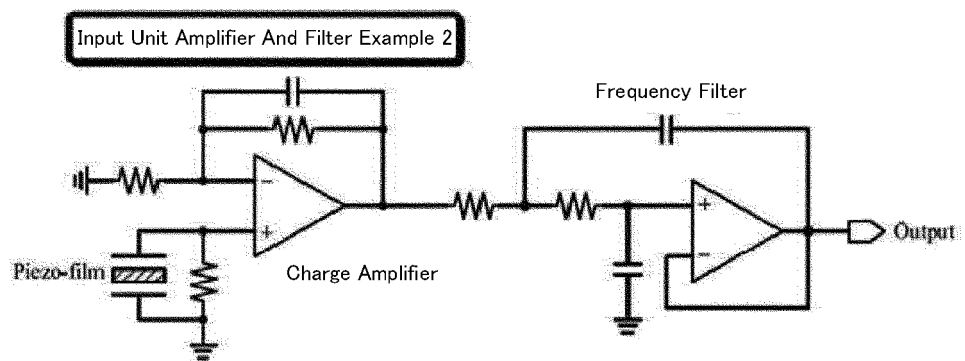 Input Unit Amplifier And Filter Example 2
Frequency Filter
−
+
+
−
Output
Piezo-film
Charge Amplifier